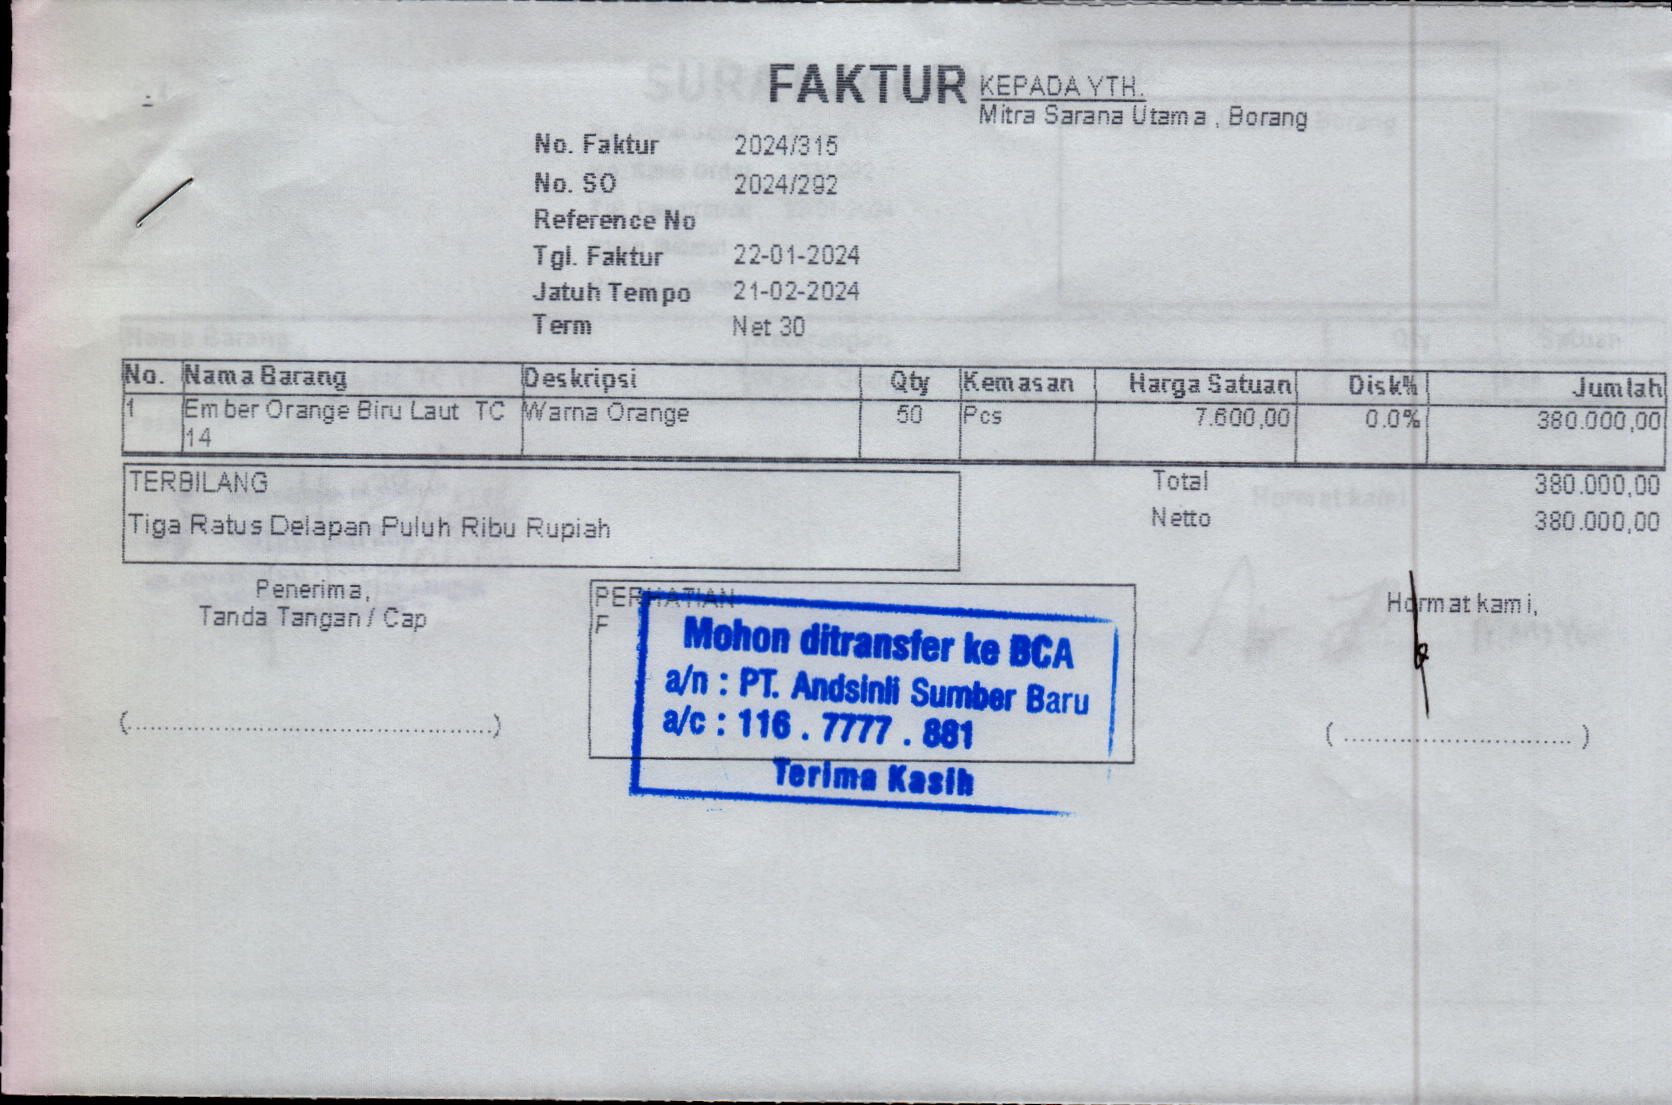 FAKTUR
KEPADA YTH.
Mitra Sarana Utama , Borang
No. Faktur 2024/315
No. SO 2024/292
Reference No
Tgl. Faktur 22-01-2024
Jatuh Tempo 21-02-2024
Term Net 30
No. Nama Barang Deskripsi Qty Kemasan Harga Satuan Disk% Jumlah
1 Ember Orange Biru Laut TC Warna Orange 50 Pcs 7.600,00 0.0% 380.000,00
14
TERBILANG
Tiga Ratus Delapan Puluh Ribu Rupiah
Total 380.000,00
Netto 380.000,00
Penerima,
Tanda Tangan / Cap
(...........................................)
PERHATIAN
F
Mohon ditransfer ke BCA
a/n : PT. Andsinli Sumber Baru
a/c : 116 . 7777 . 881
Terima Kasih
Hormat kami,
( ........................... )